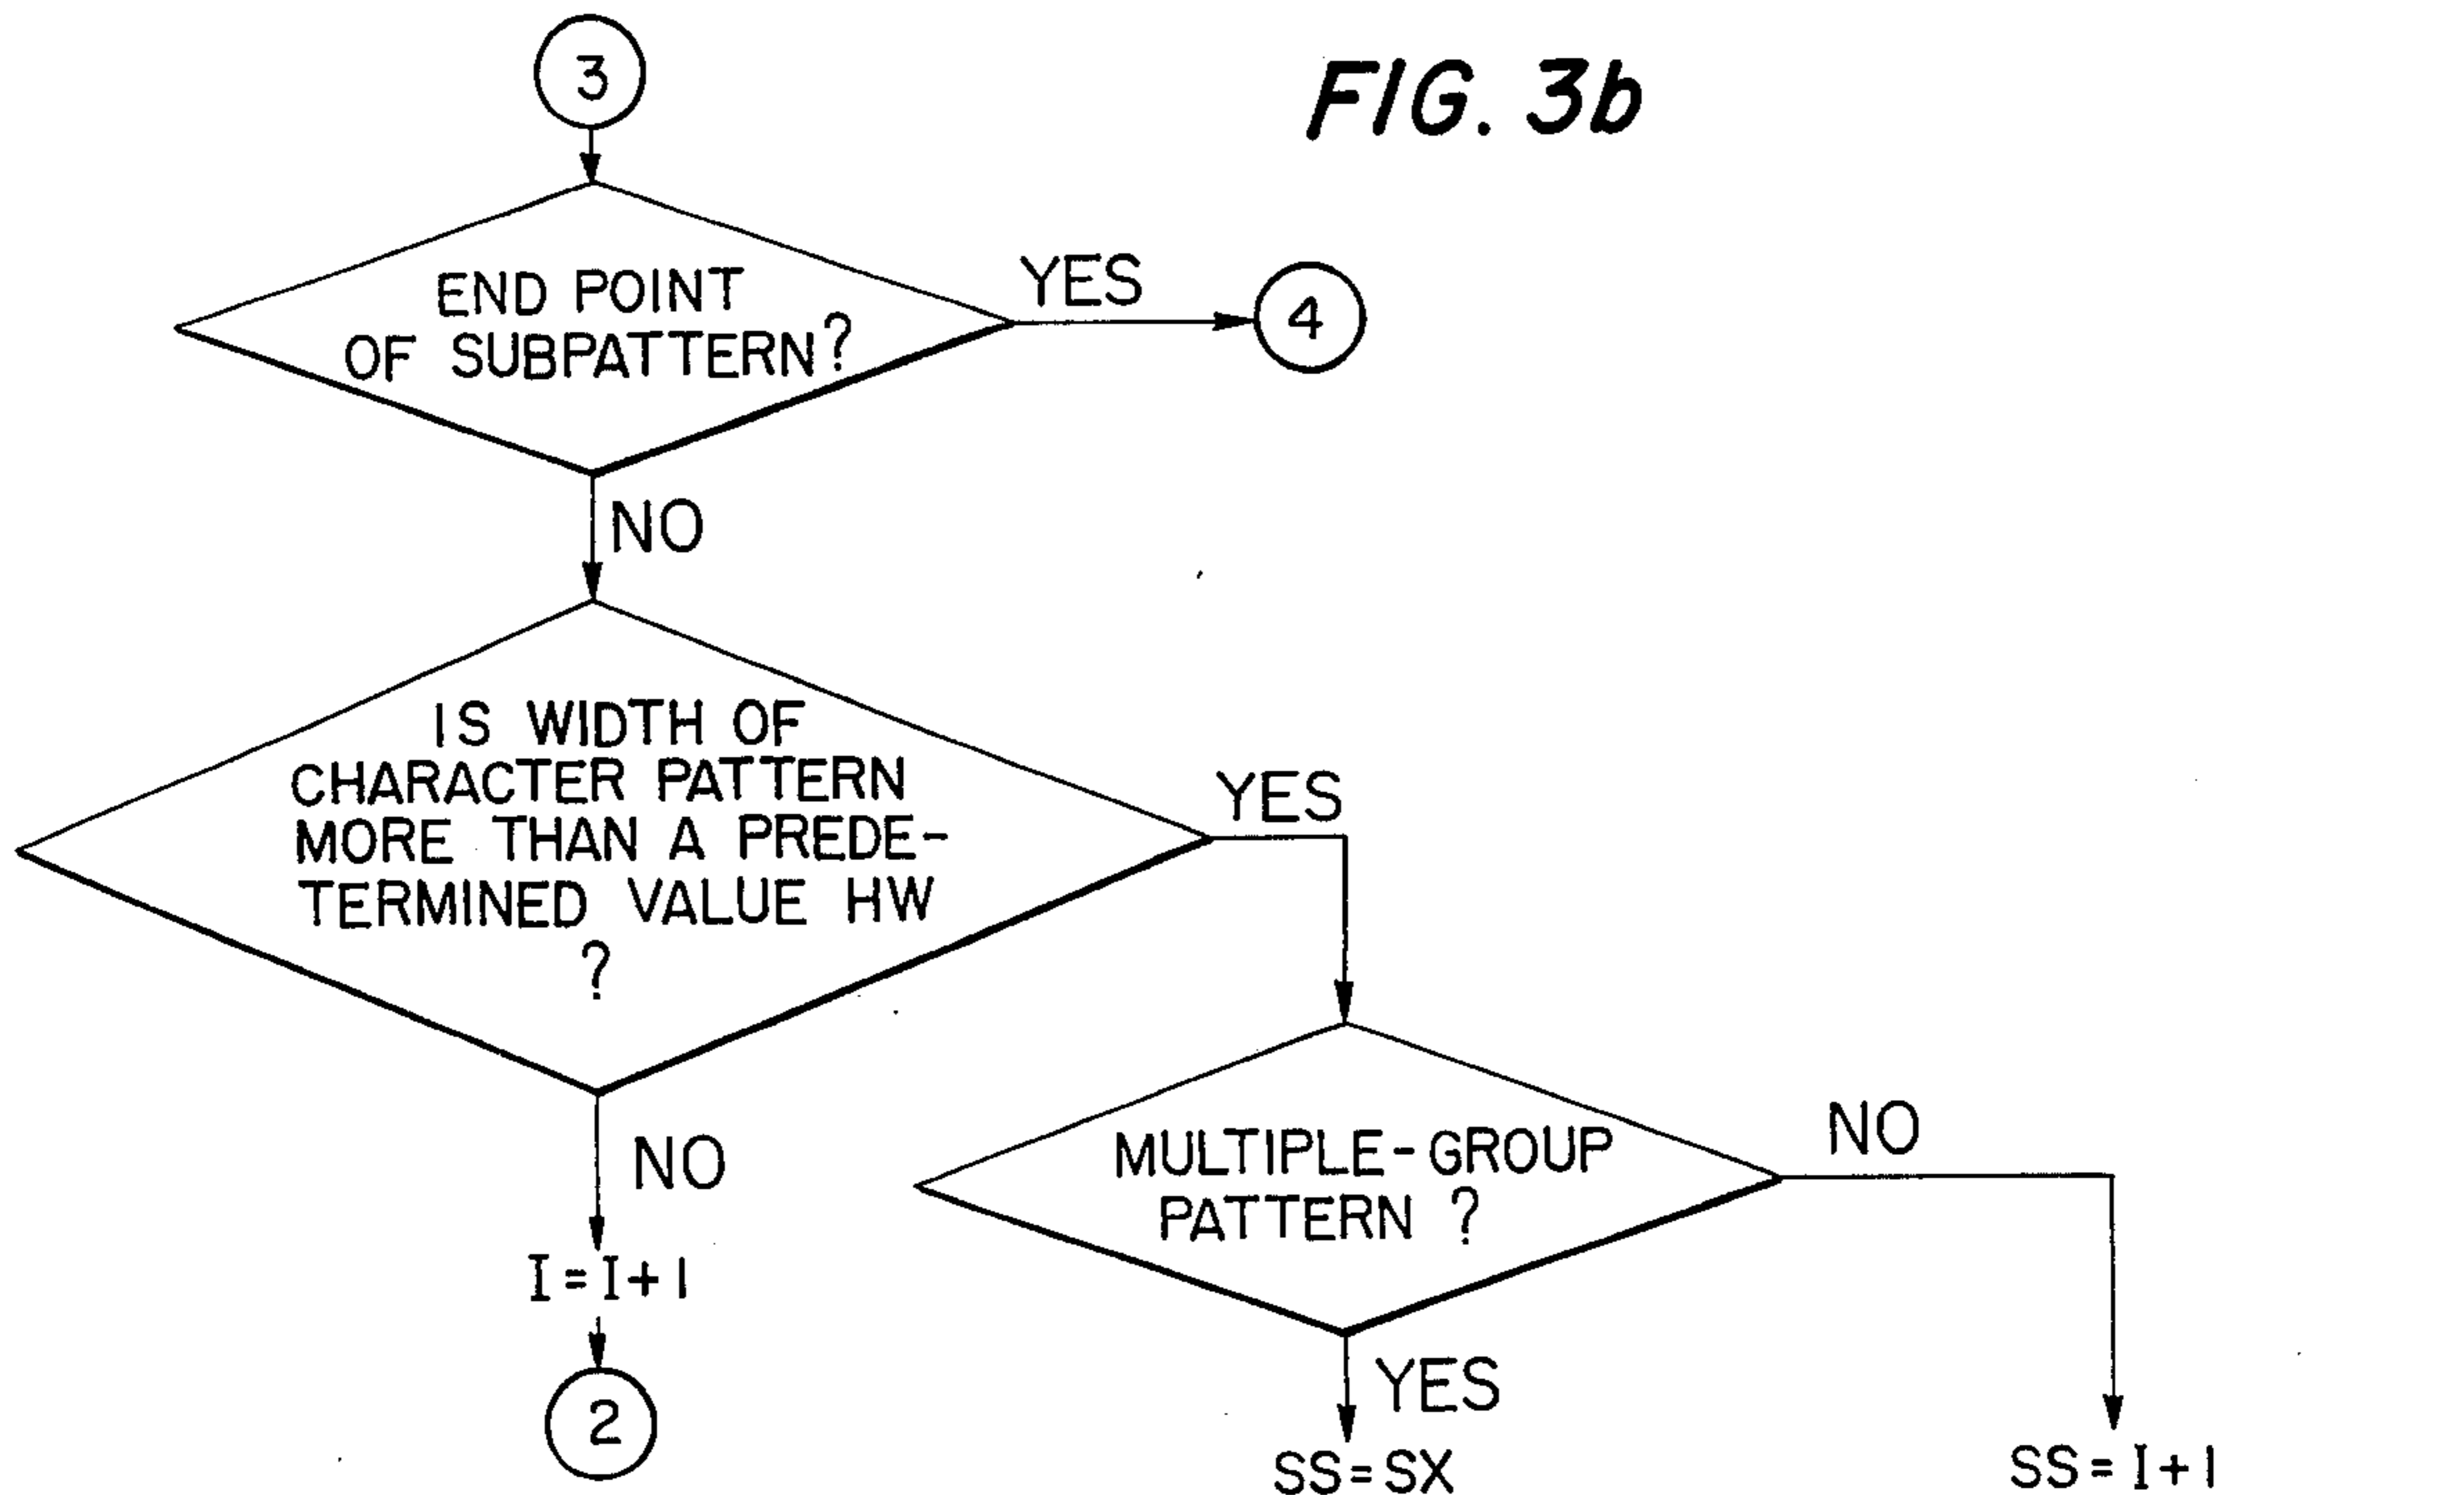 3
FIG. 3b
END POINT
OF SUBPATTERN?
YES
4
NO
IS WIDTH OF
CHARACTER PATTERN
MORE THAN A PREDE-
TERMINED VALUE HW
?
YES
NO
I=I+1
2
MULTIPLE-GROUP
PATTERN ?
NO
YES
SS=SX
SS=I+1